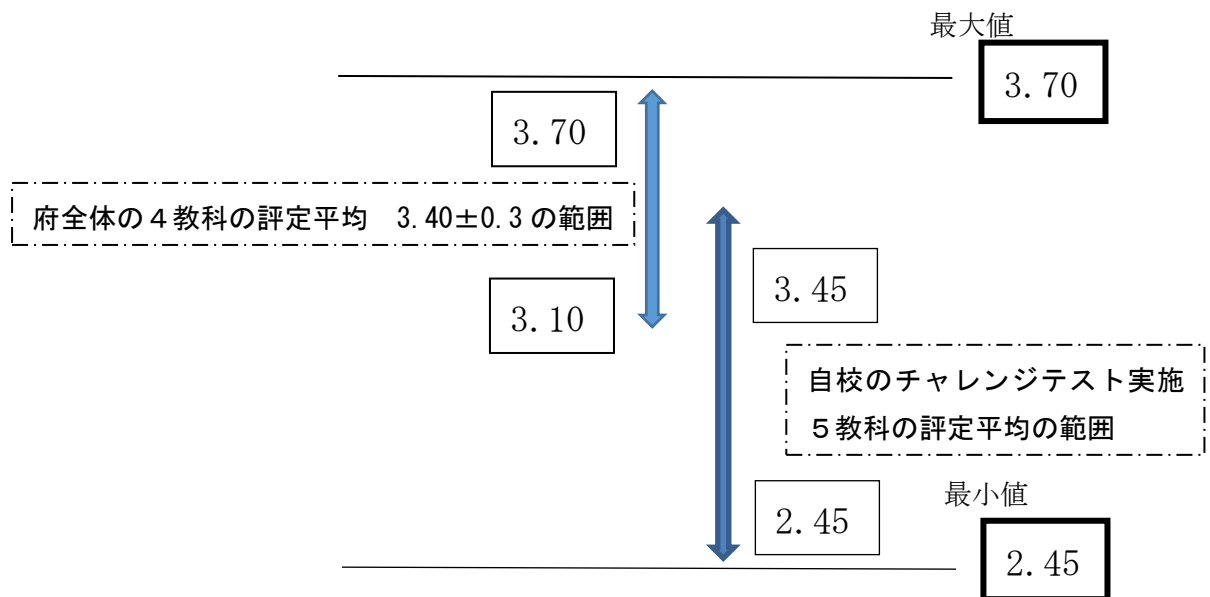 最大値
3.70
3.70
府全体の４教科の評定平均　3.40±0.3の範囲
3.45
3.10
自校のチャレンジテスト実施
５教科の評定平均の範囲
最小値
2.45
2.45